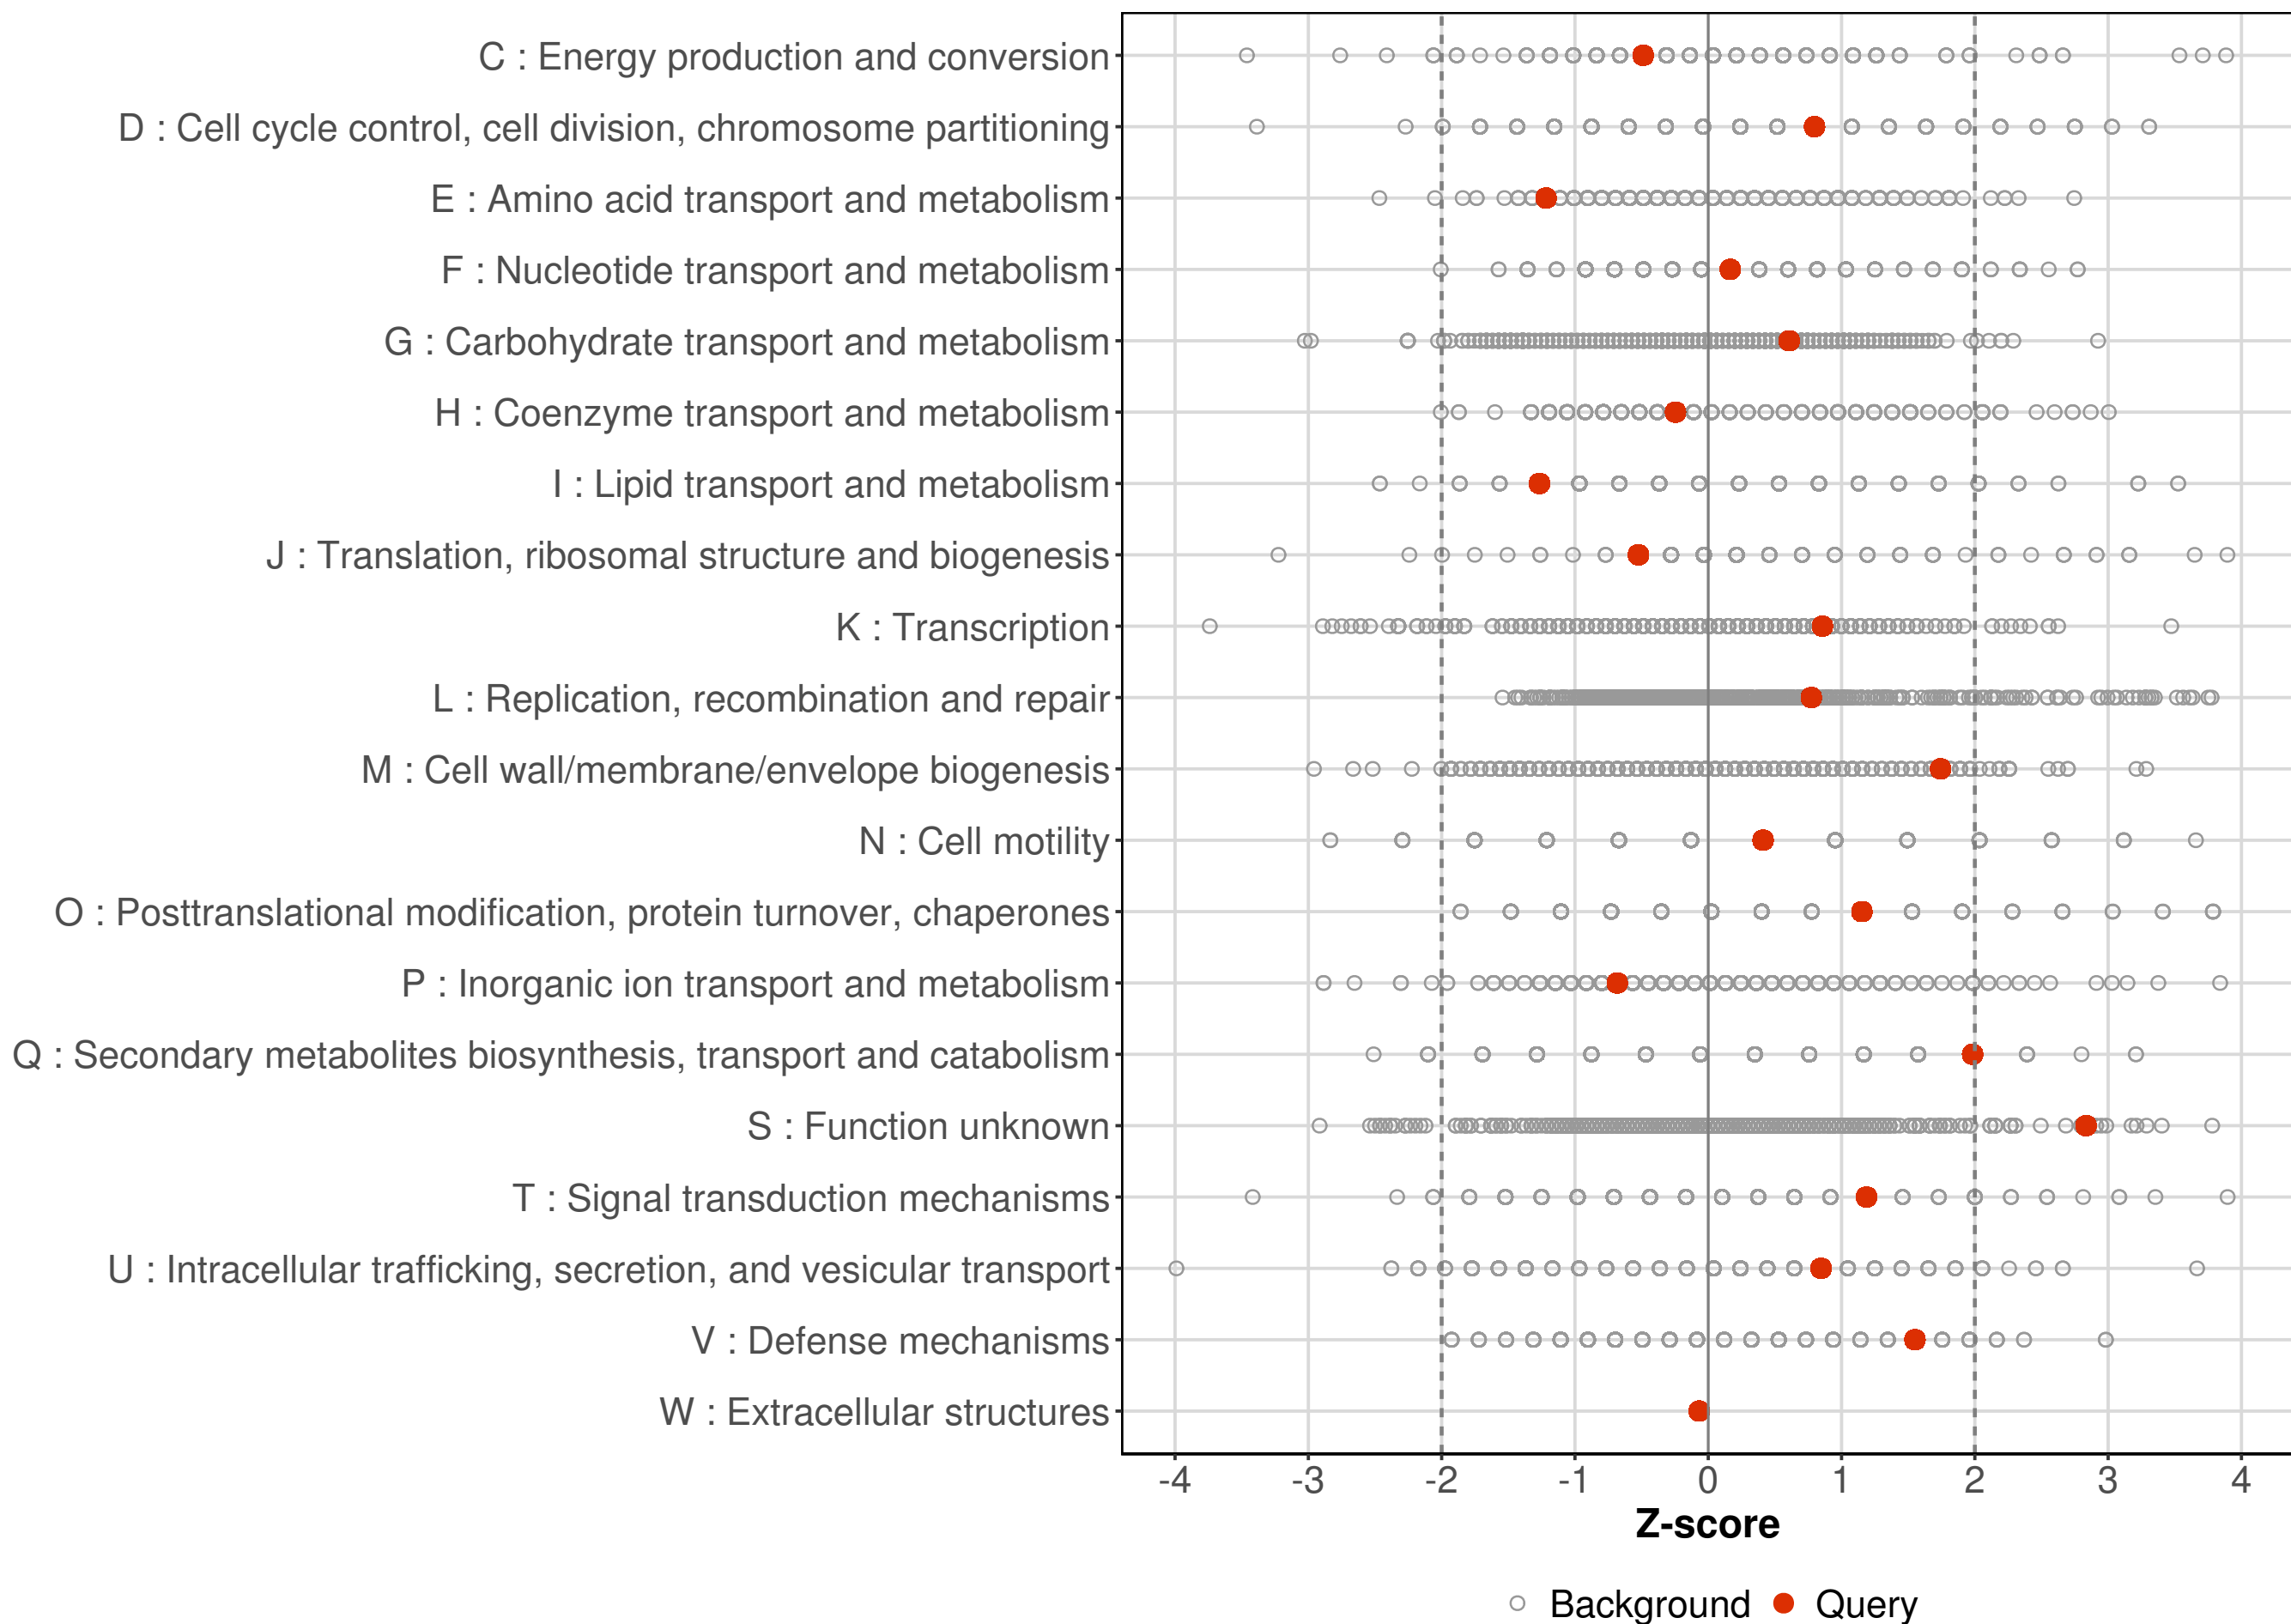 C : Energy production and conversion
D : Cell cycle control, cell division, chromosome partitioning
E : Amino acid transport and metabolism
F : Nucleotide transport and metabolism
G : Carbohydrate transport and metabolism
H : Coenzyme transport and metabolism
I : Lipid transport and metabolism
J : Translation, ribosomal structure and biogenesis
K : Transcription
L : Replication, recombination and repair
M : Cell wall/membrane/envelope biogenesis
N : Cell motility
O : Posttranslational modification, protein turnover, chaperones
P : Inorganic ion transport and metabolism
Q : Secondary metabolites biosynthesis, transport and catabolism
S : Function unknown
T : Signal transduction mechanisms
U : Intracellular trafficking, secretion, and vesicular transport
V : Defense mechanisms
W : Extracellular structures
-4 -3 -2 -1 0 1 2 3 4
Z-score
Background Query